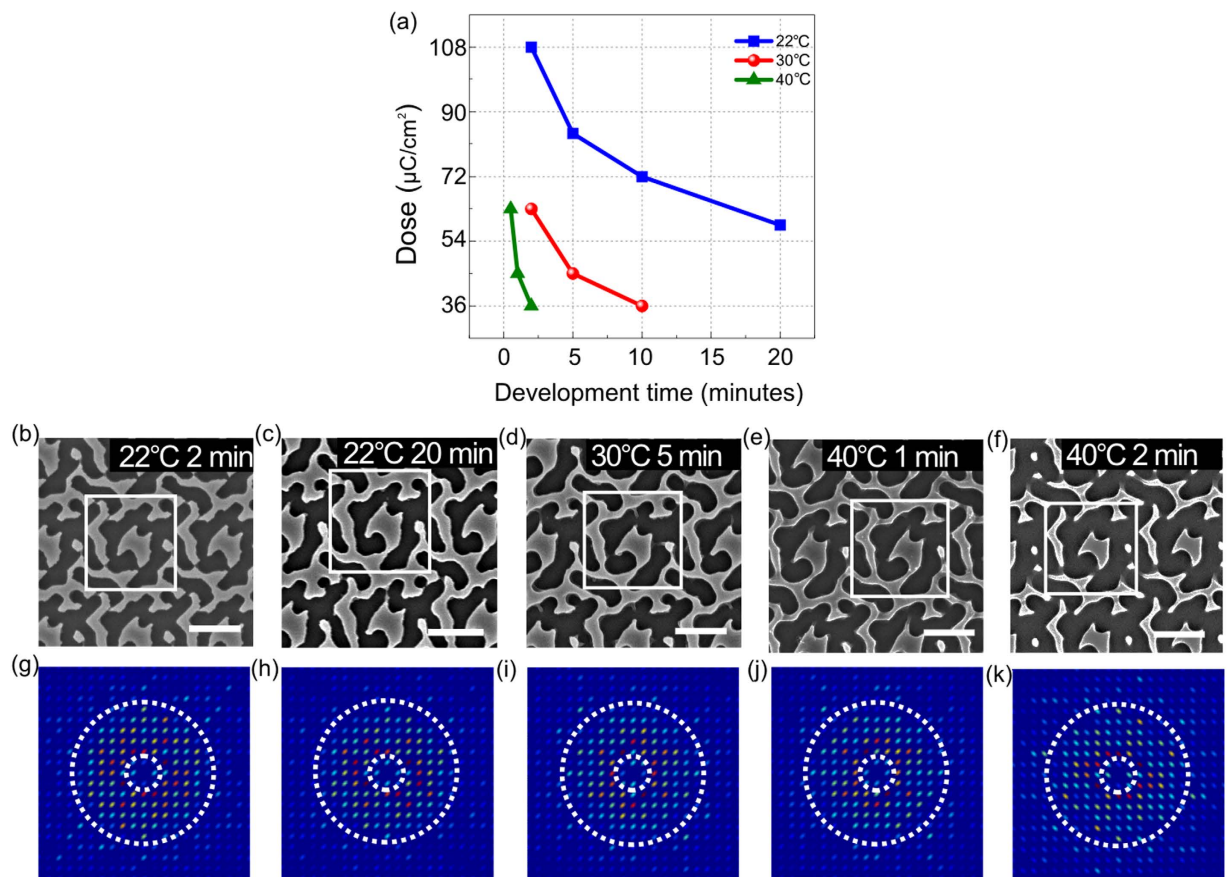 (a)
22℃
30℃
40℃
108
90
72
54
36
Dose (μC/cm²)
0 5 10 15 20
Development time (minutes)
(b) (c) (d) (e) (f)
22°C 2 min 22°C 20 min 30°C 5 min 40°C 1 min 40°C 2 min
(g) (h) (i) (j) (k)